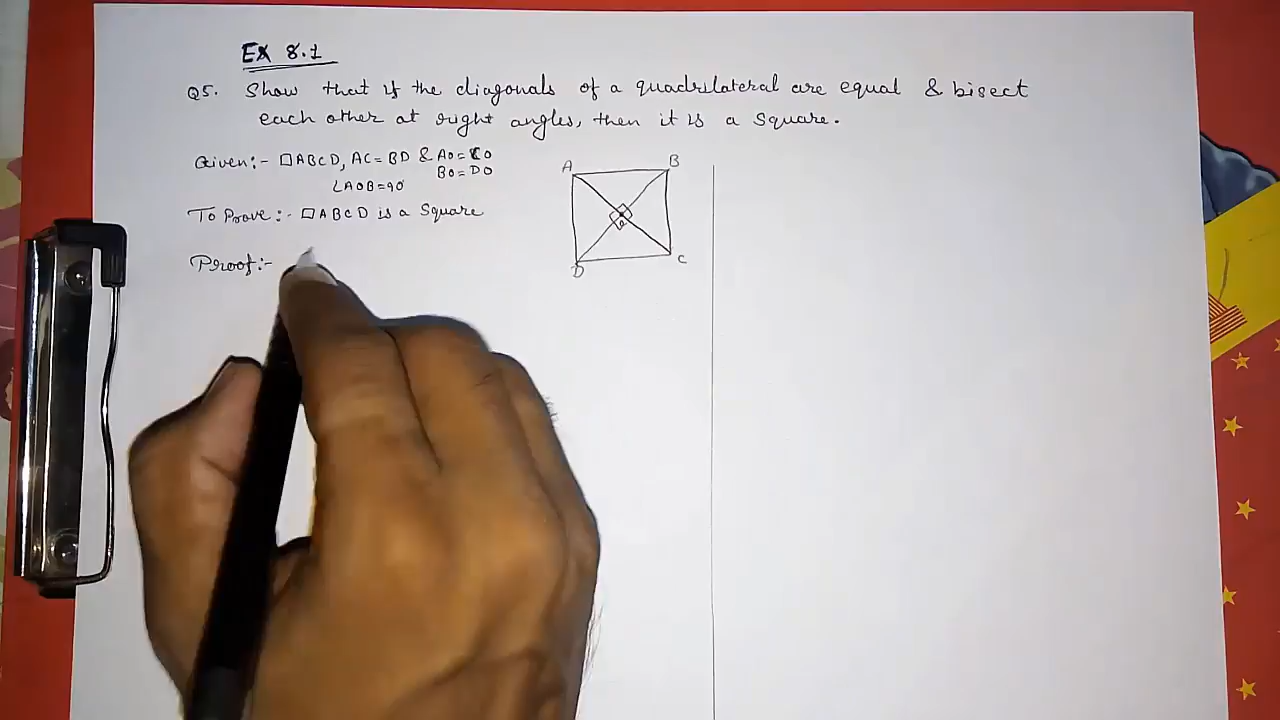 EX 8.1
Q5. Show that if the diagonals of a quadrilateral are equal & bisect
each other at right angles, then it is a Square.
Given:- □ABCD, AC=BD & AO=CO
BO=DO
∠AOB=90°
To Prove:- □ABCD is a Square
Proof:-
A
B
O
D
C